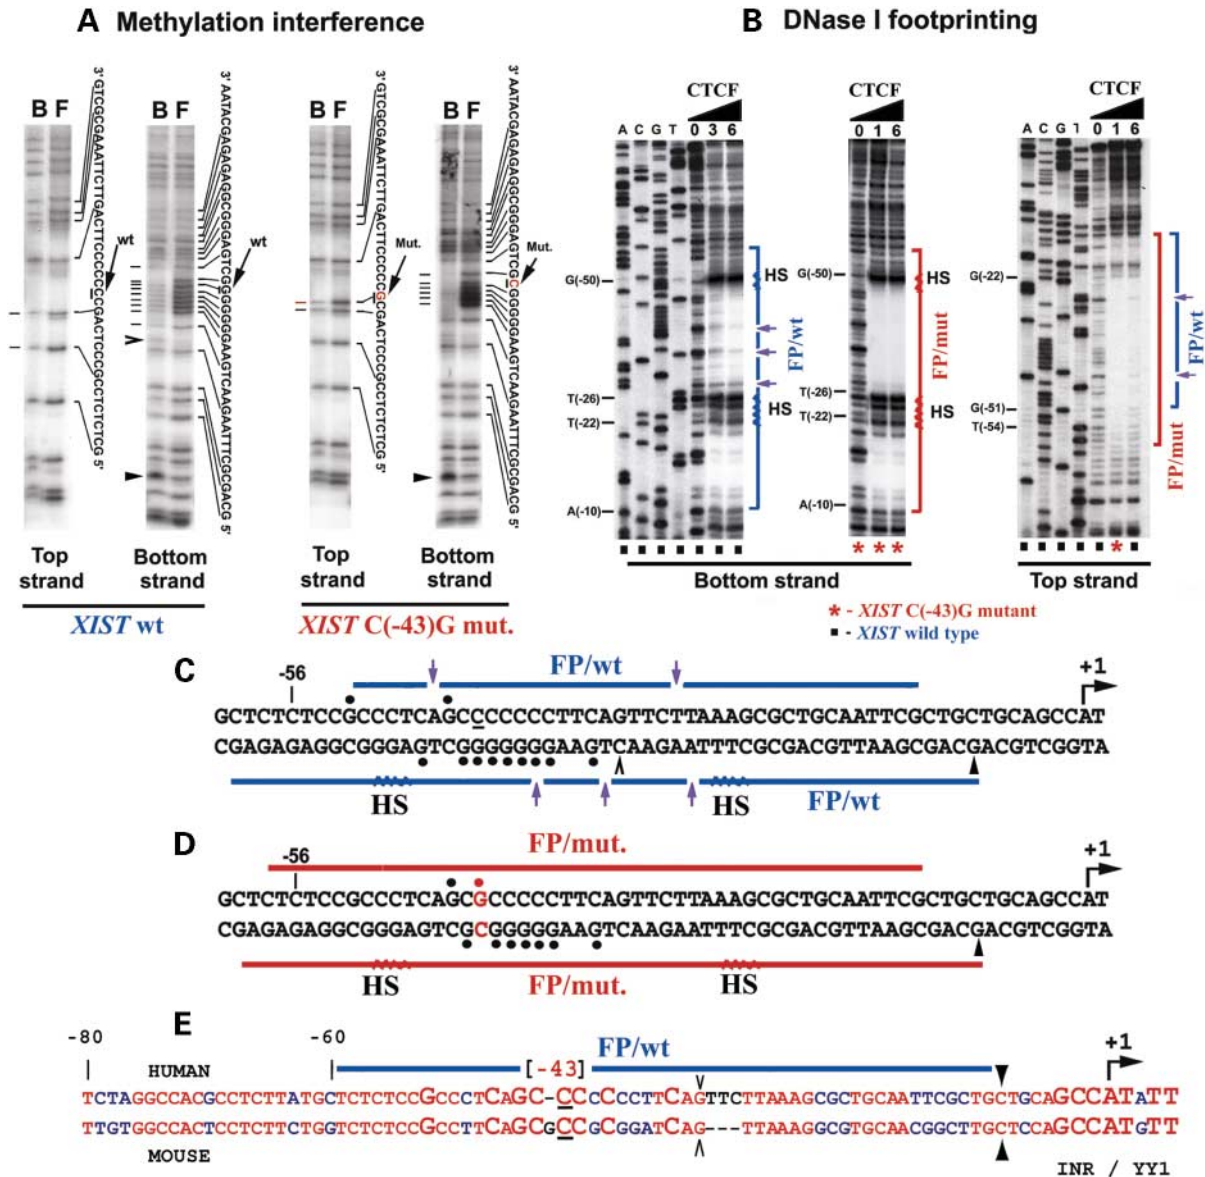 A Methylation interference
B DNase I footprinting
B F
B F
B F
B F
3' GTCGCGAAATTCTTGACTTCCCCCCCGACTCCCGCCTCTCTCG 5'
wt
wt
Mut.
Mut.
Top strand
Bottom strand
Top strand
Bottom strand
XIST wt
XIST C(-43)G mut.
CTCF
A C G T 0 3 6
CTCF
0 1 6
CTCF
A C G T 0 1 6
G(-50)
T(-26)
T(-22)
A(-10)
HS
HS
FP/wt
G(-50)
T(-26)
T(-22)
A(-10)
HS
HS
FP/mut
G(-22)
G(-51)
T(-54)
FP/wt
FP/mut
* * *
*
Bottom strand
Top strand
* - XIST C(-43)G mutant
■ - XIST wild type
C
-56
FP/wt
+1
GCTCTCTCCGCCCTCAGCCCCCCCTTCAGTTCTTAAAGCGCTGCAATTCGCTGCTGCAGCCAT
CGAGAGAGGCGGGAGTCGGGGGGGAAGTCAAGAATTTCGCGACGTTAAGCGACGACGTCGGTA
HS
HS
FP/wt
D
FP/mut.
-56
+1
GCTCTCTCCGCCCTCAGCGCCCCCTTCAGTTCTTAAAGCGCTGCAATTCGCTGCTGCAGCCAT
CGAGAGAGGCGGGAGTCGCGGGGGAAGTCAAGAATTTCGCGACGTTAAGCGACGACGTCGGTA
HS
FP/mut.
HS
E
-80
-60
[-43]
FP/wt
+1
HUMAN
TCTAGGCCACGCCTCTTATGCTCTCTCCGCCCTCAGC-CCCCCCTTCAGTTCTTAAAGCGCTGCAATTCGCTGCTGCAGCCATATT
TTGTGGCCACTCCTCTTCTGGTCTCTCCGCCTTCAGCGCCGCGGATCAG---TTAAAGGCGTGCAACGGCTTGCTCCAGCCATGTT
MOUSE
INR / YY1